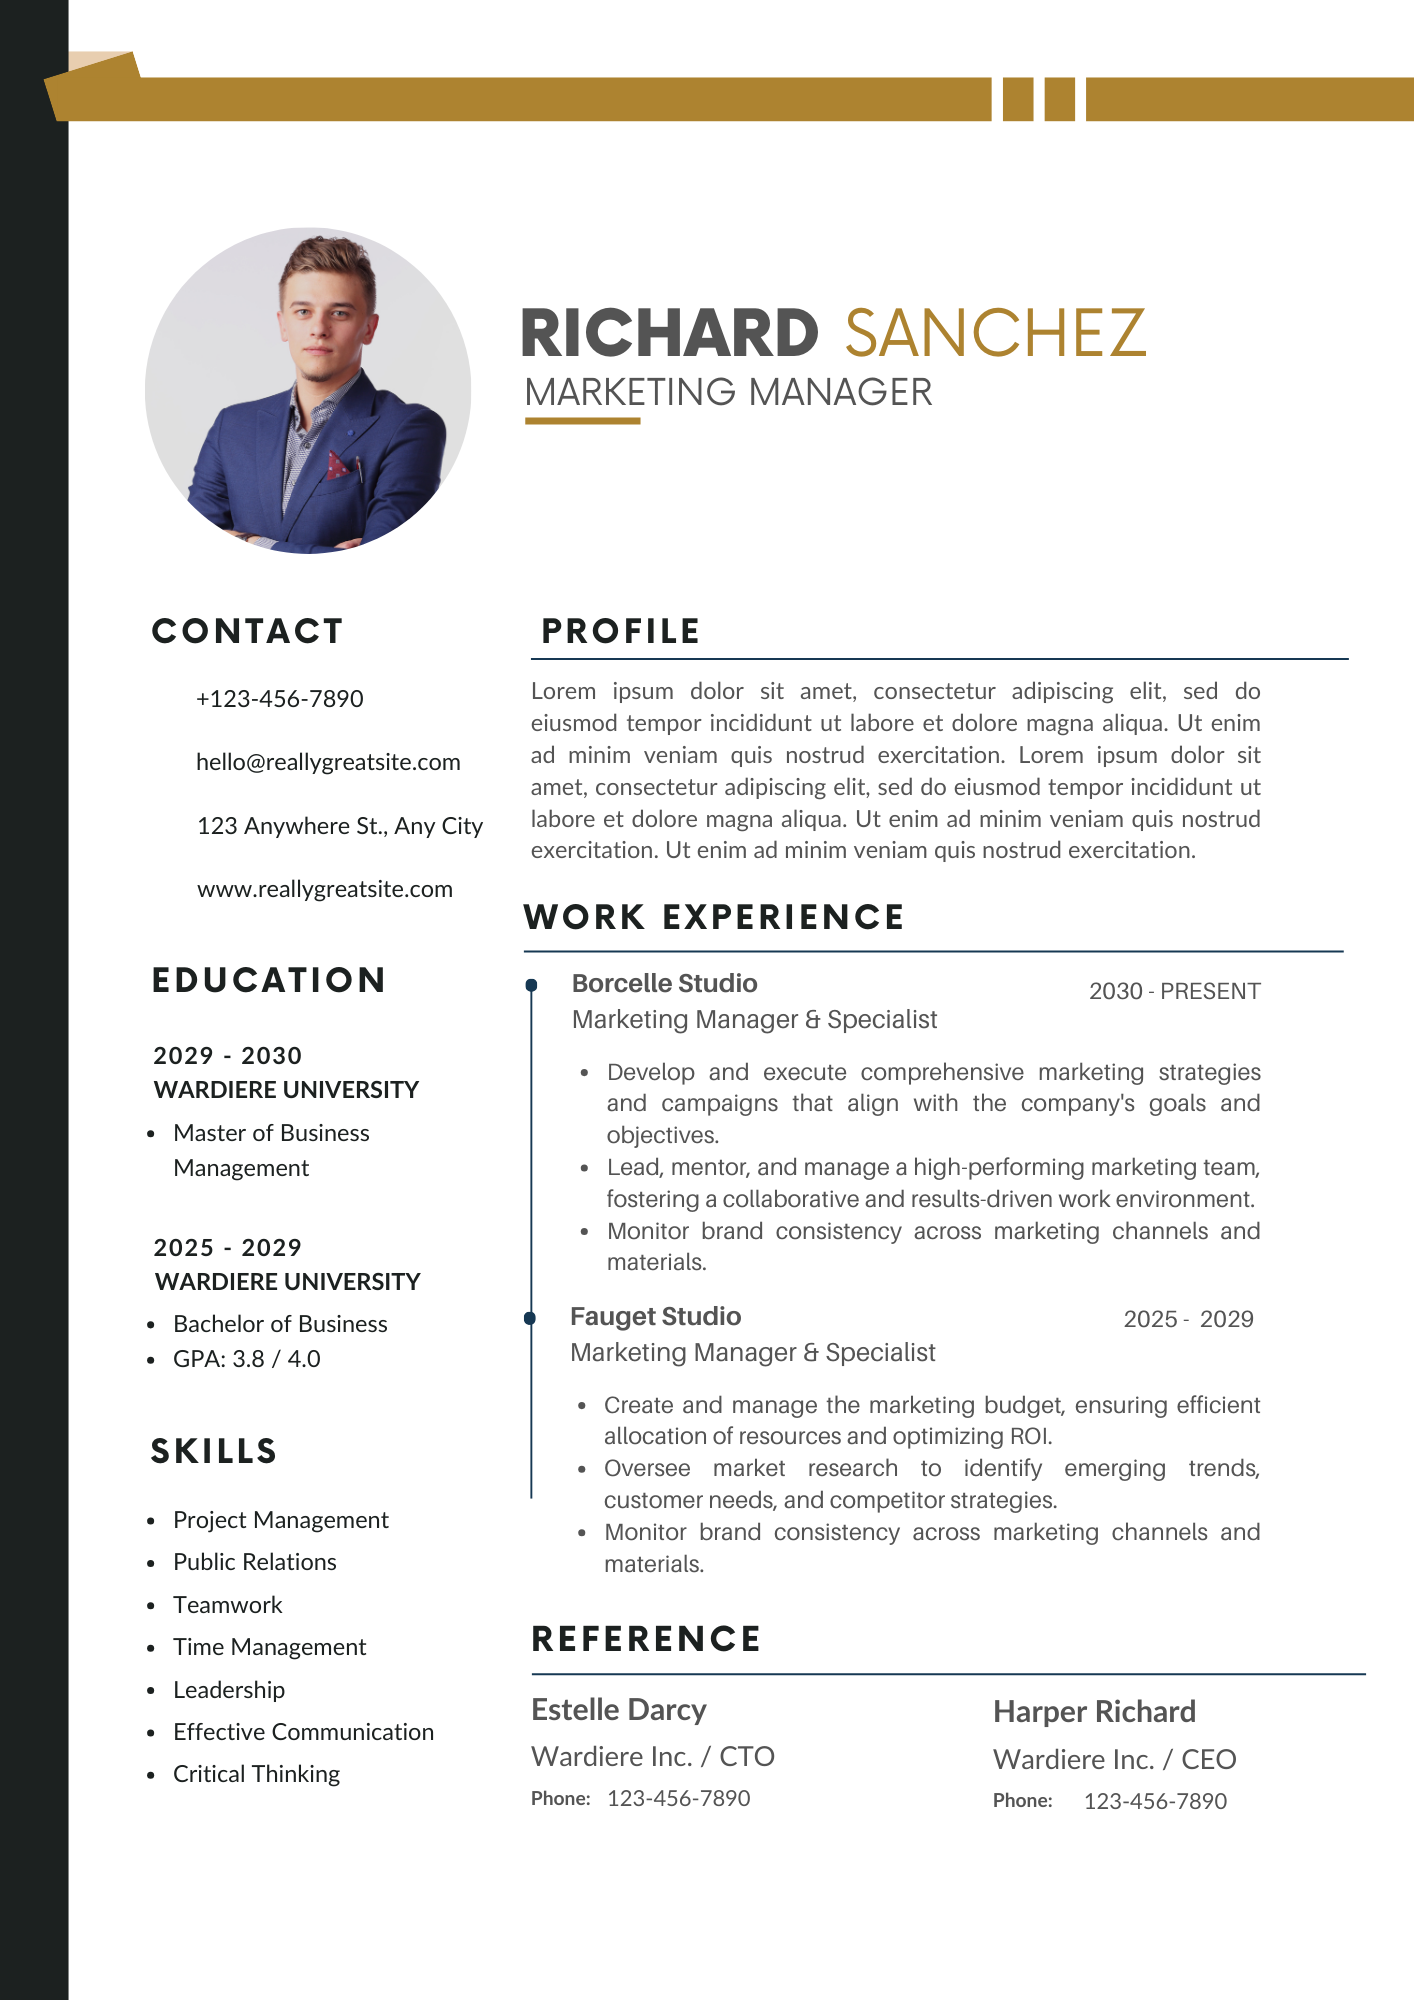 RICHARD SANCHEZ
MARKETING MANAGER
CONTACT
+123-456-7890
hello@reallygreatsite.com
123 Anywhere St., Any City
www.reallygreatsite.com
EDUCATION
2029 - 2030
WARDIERE UNIVERSITY
• Master of Business
Management
2025 - 2029
WARDIERE UNIVERSITY
• Bachelor of Business
• GPA: 3.8 / 4.0
SKILLS
• Project Management
• Public Relations
• Teamwork
• Time Management
• Leadership
• Effective Communication
• Critical Thinking
PROFILE
Lorem ipsum dolor sit amet, consectetur adipiscing elit, sed do
eiusmod tempor incididunt ut labore et dolore magna aliqua. Ut enim
ad minim veniam quis nostrud exercitation. Lorem ipsum dolor sit
amet, consectetur adipiscing elit, sed do eiusmod tempor incididunt ut
labore et dolore magna aliqua. Ut enim ad minim veniam quis nostrud
exercitation. Ut enim ad minim veniam quis nostrud exercitation.
WORK EXPERIENCE
Borcelle Studio
2030 - PRESENT
Marketing Manager & Specialist
• Develop and execute comprehensive marketing strategies
and campaigns that align with the company's goals and
objectives.
• Lead, mentor, and manage a high-performing marketing team,
fostering a collaborative and results-driven work environment.
• Monitor brand consistency across marketing channels and
materials.
Fauget Studio
2025 - 2029
Marketing Manager & Specialist
• Create and manage the marketing budget, ensuring efficient
allocation of resources and optimizing ROI.
• Oversee market research to identify emerging trends,
customer needs, and competitor strategies.
• Monitor brand consistency across marketing channels and
materials.
REFERENCE
Estelle Darcy
Wardiere Inc. / CTO
Phone: 123-456-7890
Harper Richard
Wardiere Inc. / CEO
Phone: 123-456-7890